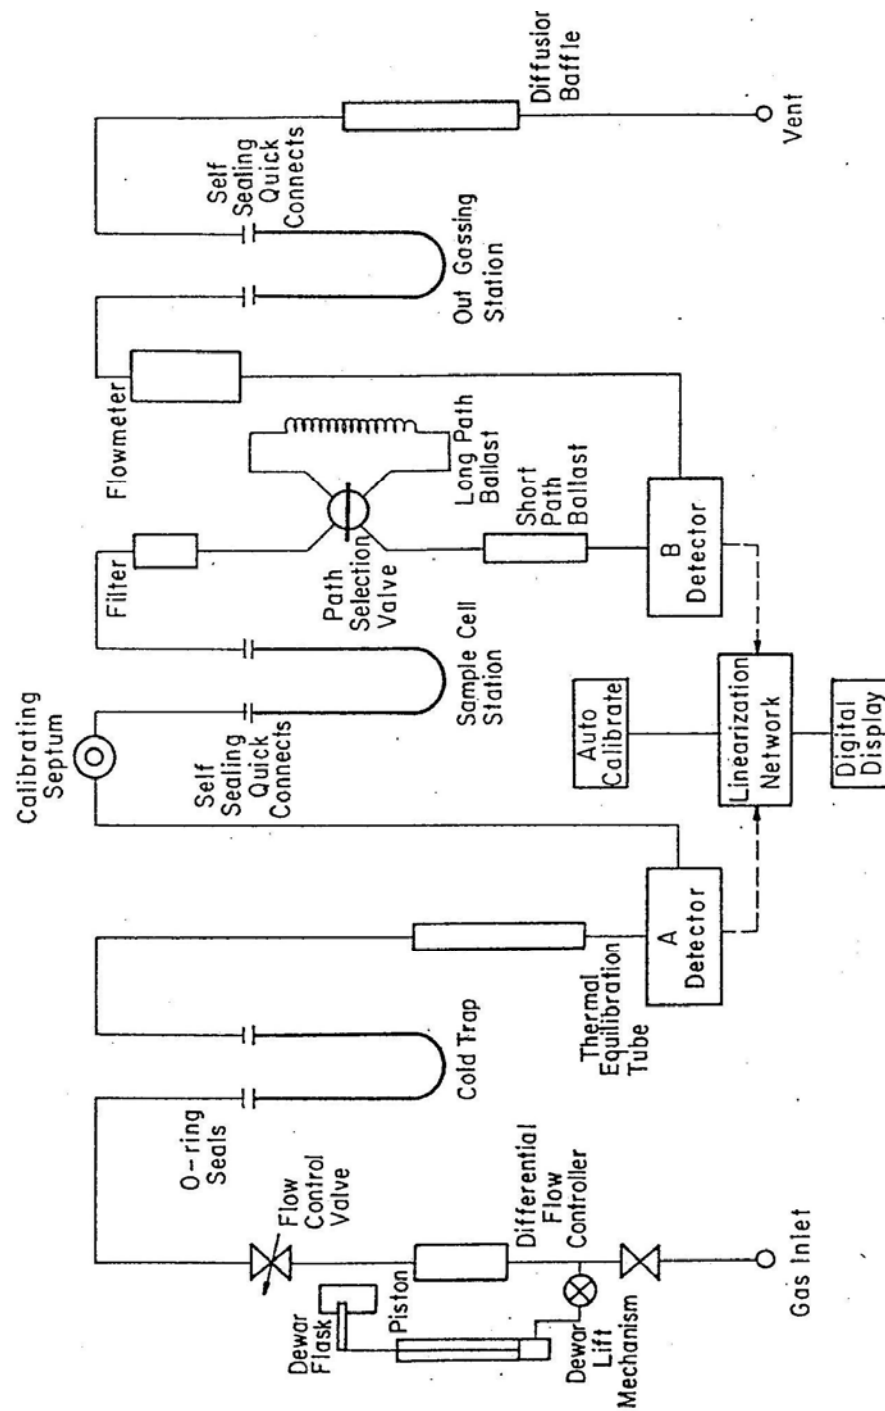 Gas Inlet
Dewar
Lift
Mechanism
Differential
Flow
Controller
Piston
Dewar
Flask
Flow
Control
Valve
O-ring
Seals
Cold Trap
Thermal
Equilibration
Tube
A
Detector
Calibrating
Septum
Self
Sealing
Quick
Connects
Sample Cell
Station
Auto
Calibrate
Linearization
Network
Digital
Display
Filter
Path
Selection
Valve
Long Path
Ballast
Short
Path
Ballast
B
Detector
Flowmeter
Out Gassing
Station
Self
Sealing
Quick
Connects
Diffusior
Baffle
Vent